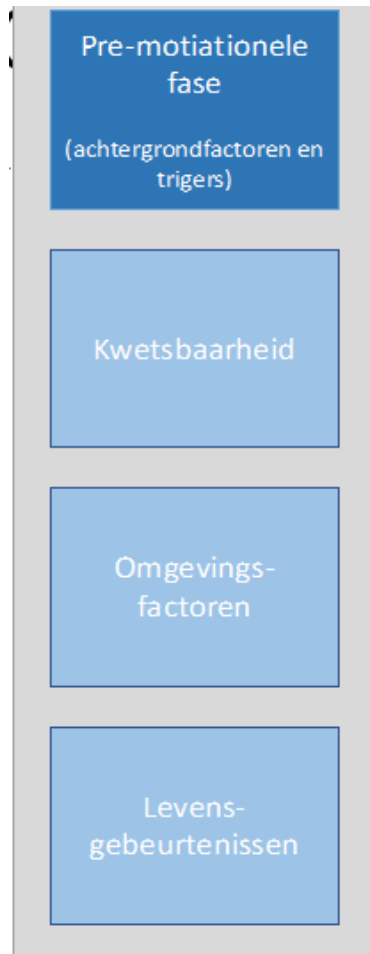 Pre-motiationele
fase
(achtergrondfactoren en
trigers)
Kwetsbaarheid
Omgevings-
factoren
Levens-
gebeurtenissen